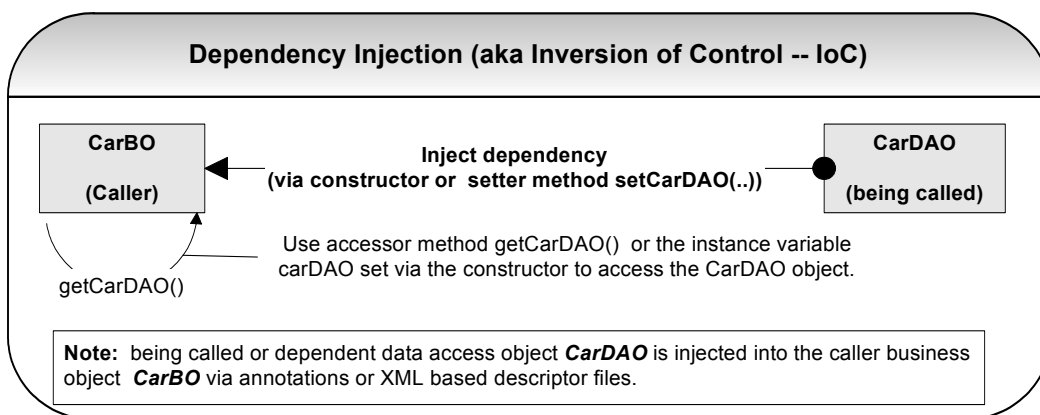 Dependency Injection (aka Inversion of Control -- IoC)
CarBO
(Caller)
Inject dependency
(via constructor or setter method setCarDAO(..))
CarDAO
(being called)
Use accessor method getCarDAO() or the instance variable
carDAO set via the constructor to access the CarDAO object.
getCarDAO()
Note: being called or dependent data access object CarDAO is injected into the caller business
object CarBO via annotations or XML based descriptor files.